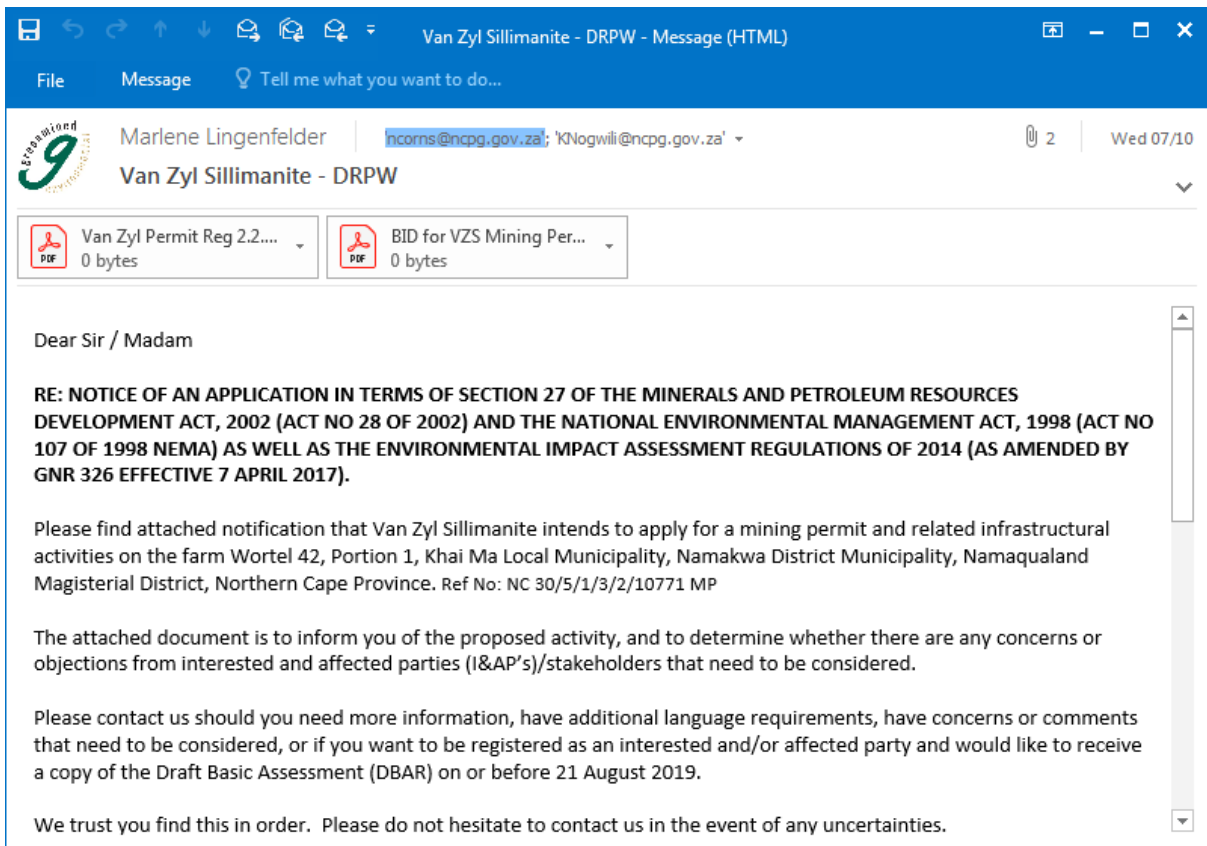 Van Zyl Sillimanite - DRPW - Message (HTML)
File Message Tell me what you want to do...
Marlene Lingenfelder 'ncorns@ncpg.gov.za'; 'KNogwili@ncpg.gov.za' 2 Wed 07/10
Van Zyl Sillimanite - DRPW
Van Zyl Permit Reg 2.2.... BID for VZS Mining Per...
PDF 0 bytes PDF 0 bytes
Dear Sir / Madam
RE: NOTICE OF AN APPLICATION IN TERMS OF SECTION 27 OF THE MINERALS AND PETROLEUM RESOURCES
DEVELOPMENT ACT, 2002 (ACT NO 28 OF 2002) AND THE NATIONAL ENVIRONMENTAL MANAGEMENT ACT, 1998 (ACT NO
107 OF 1998 NEMA) AS WELL AS THE ENVIRONMENTAL IMPACT ASSESSMENT REGULATIONS OF 2014 (AS AMENDED BY
GNR 326 EFFECTIVE 7 APRIL 2017).
Please find attached notification that Van Zyl Sillimanite intends to apply for a mining permit and related infrastructural
activities on the farm Wortel 42, Portion 1, Khai Ma Local Municipality, Namakwa District Municipality, Namaqualand
Magisterial District, Northern Cape Province. Ref No: NC 30/5/1/3/2/10771 MP
The attached document is to inform you of the proposed activity, and to determine whether there are any concerns or
objections from interested and affected parties (I&AP's)/stakeholders that need to be considered.
Please contact us should you need more information, have additional language requirements, have concerns or comments
that need to be considered, or if you want to be registered as an interested and/or affected party and would like to receive
a copy of the Draft Basic Assessment (DBAR) on or before 21 August 2019.
We trust you find this in order.  Please do not hesitate to contact us in the event of any uncertainties.